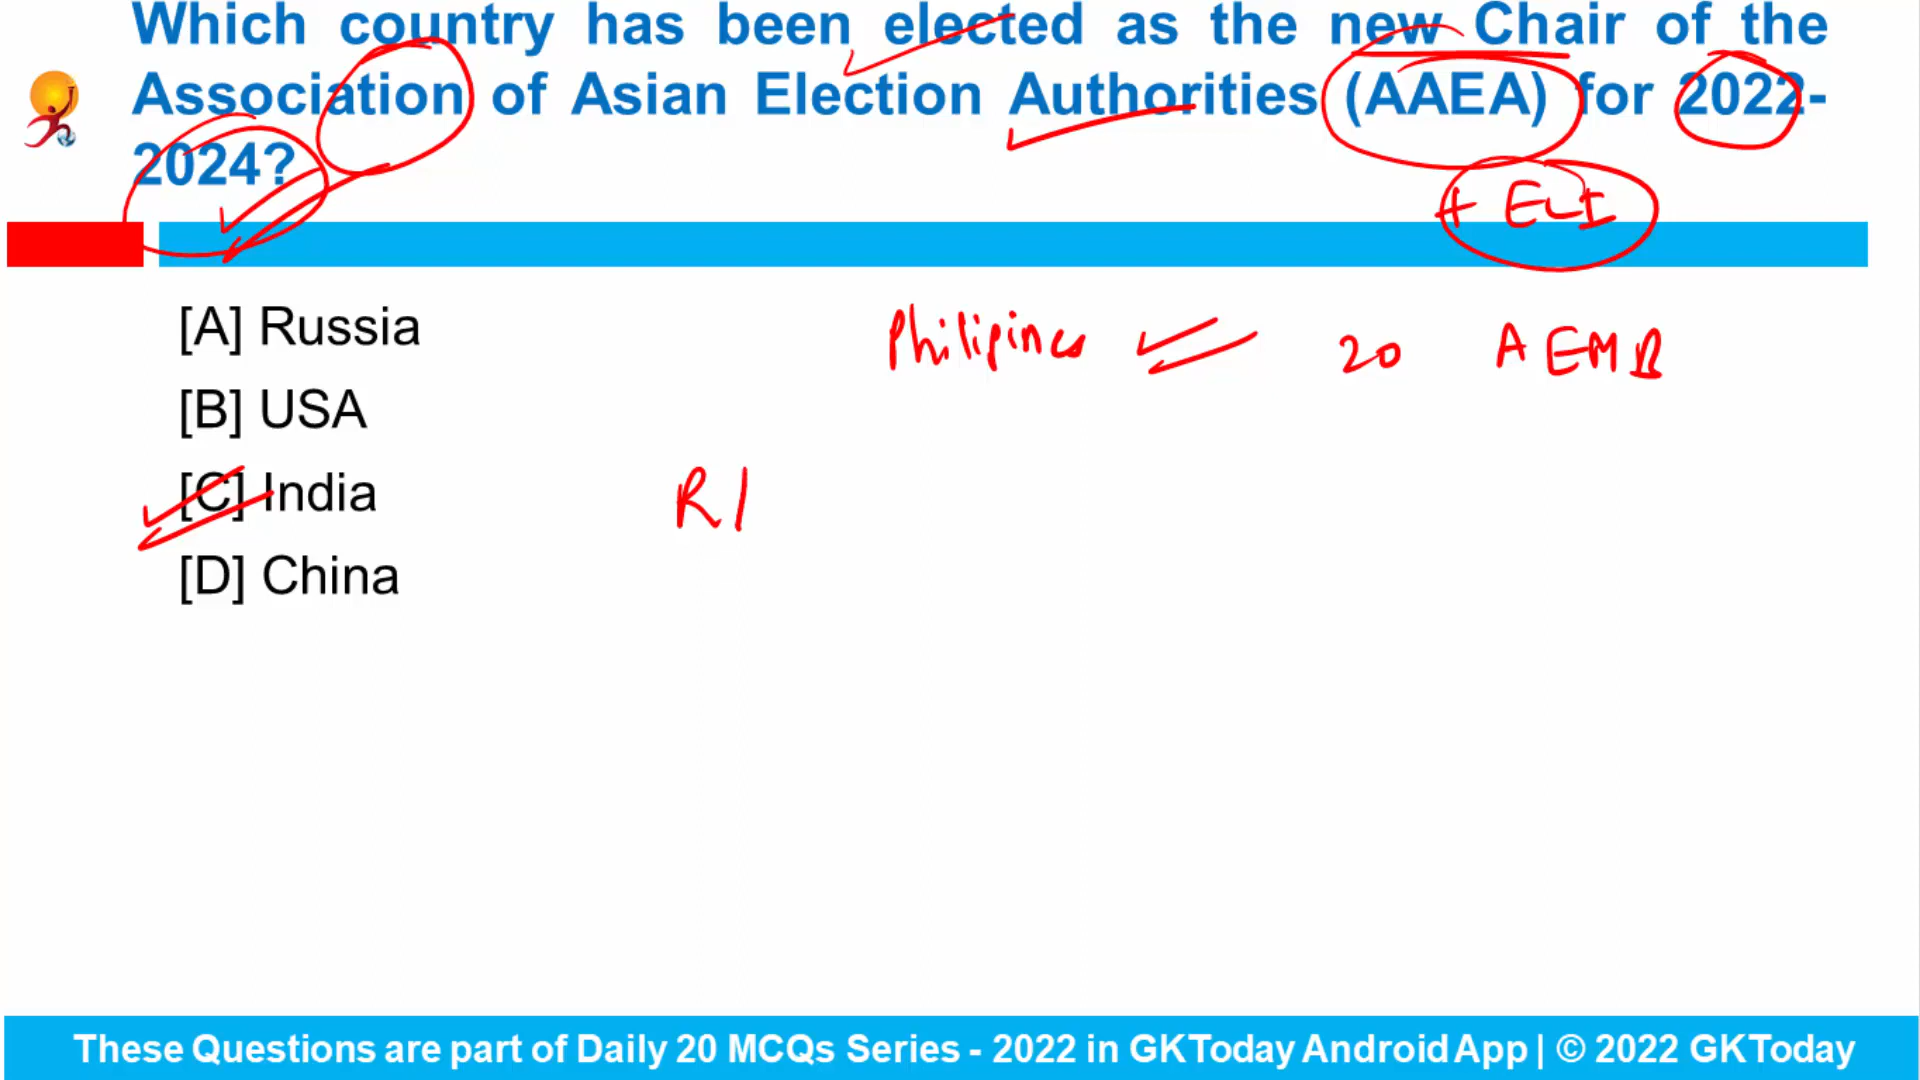 Which country has been elected as the new Chair of the
Association of Asian Election Authorities (AAEA) for 2022-
2024?
+ ECI
[A] Russia
Philipines 20 AEMB
[B] USA
[C] India
R1
[D] China
These Questions are part of Daily 20 MCQs Series - 2022 in GKToday Android App | © 2022 GKToday